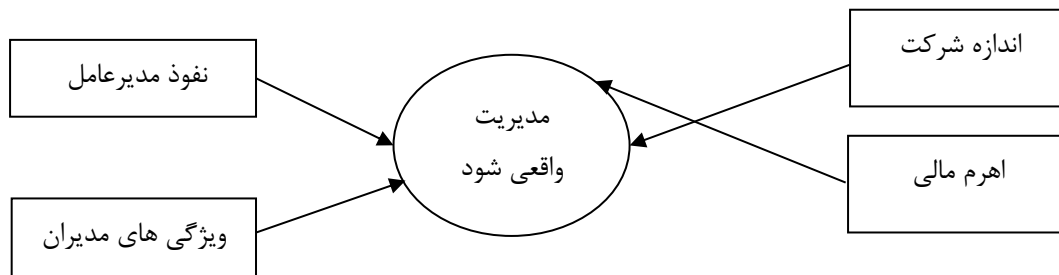 اندازه شرکت
نفوذ مدیرعامل
مدیریت
واقعی شود
اهرم مالی
ویژگی های مدیران